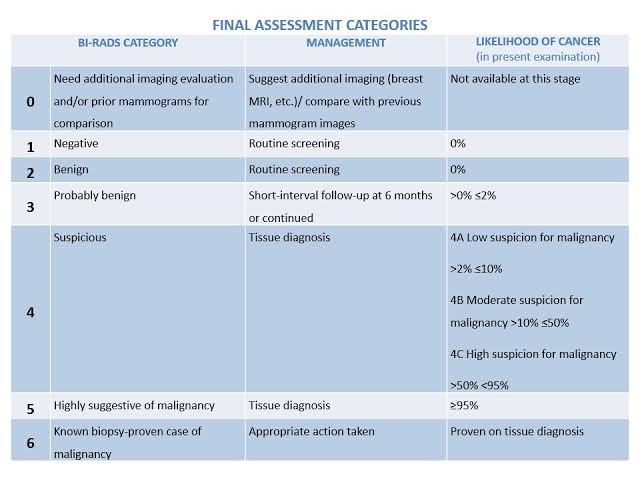 FINAL ASSESSMENT CATEGORIES
BI-RADS CATEGORY
MANAGEMENT
LIKELIHOOD OF CANCER
(in present examination)
0
Need additional imaging evaluation
and/or prior mammograms for
comparison
Suggest additional imaging (breast
MRI, etc.)/ compare with previous
mammogram images
Not available at this stage
1
Negative
Routine screening
0%
2
Benign
Routine screening
0%
3
Probably benign
Short-interval follow-up at 6 months
or continued
>0% ≤2%
4
Suspicious
Tissue diagnosis
4A Low suspicion for malignancy
>2% ≤10%
4B Moderate suspicion for
malignancy >10% ≤50%
4C High suspicion for malignancy
>50% <95%
5
Highly suggestive of malignancy
Tissue diagnosis
≥95%
6
Known biopsy-proven case of
malignancy
Appropriate action taken
Proven on tissue diagnosis